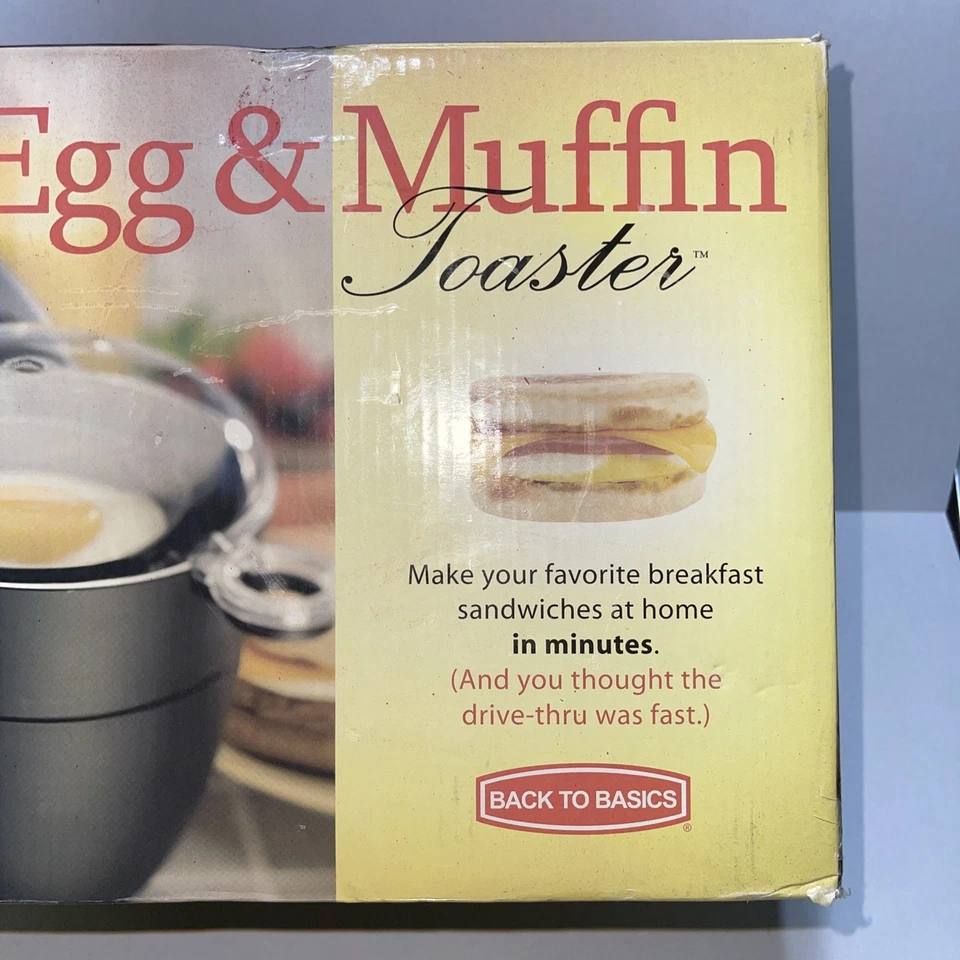 Egg & Muffin
Toaster™
Make your favorite breakfast
sandwiches at home
in minutes.
(And you thought the
drive-thru was fast.)
BACK TO BASICS
®